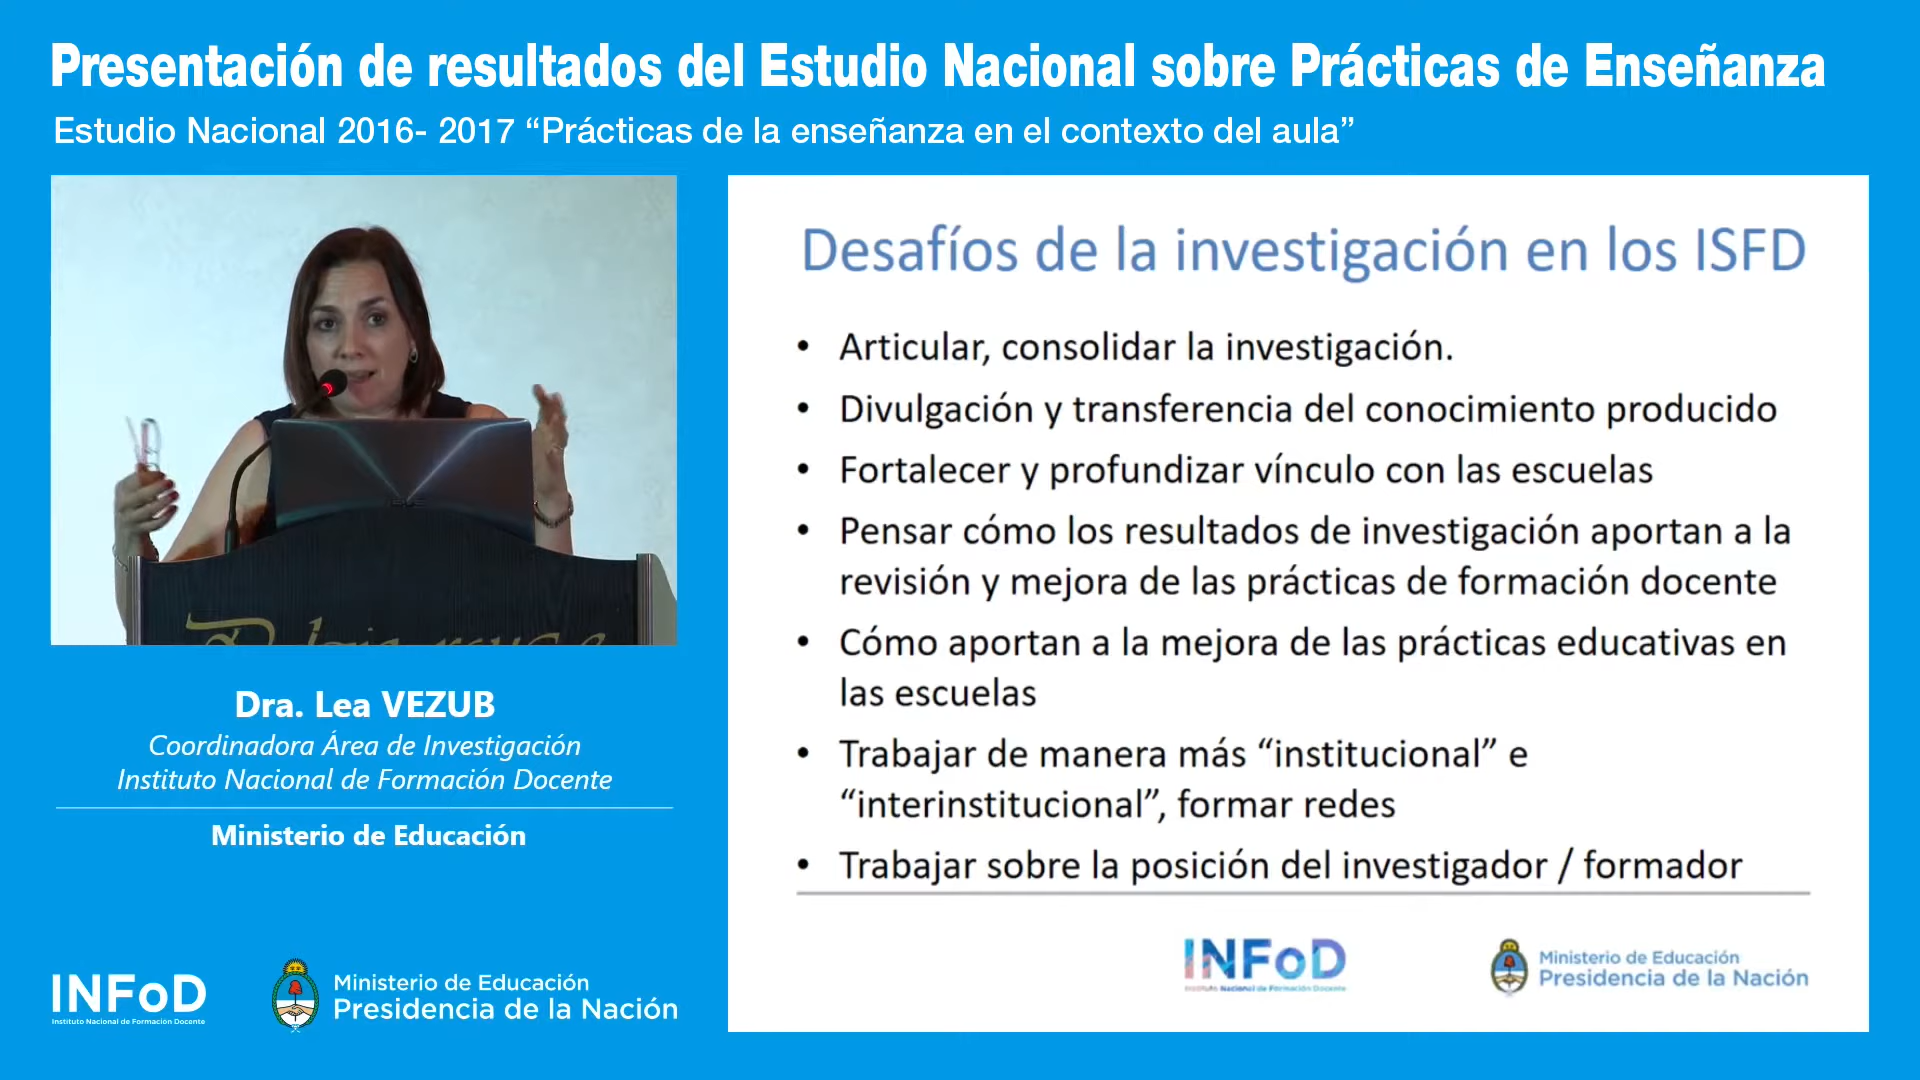 Presentación de resultados del Estudio Nacional sobre Prácticas de Enseñanza
Estudio Nacional 2016- 2017 “Prácticas de la enseñanza en el contexto del aula”
Dra. Lea VEZUB
Coordinadora Área de Investigación
Instituto Nacional de Formación Docente
Ministerio de Educación
INFoD
Instituto Nacional de Formación Docente
Ministerio de Educación
Presidencia de la Nación
Desafíos de la investigación en los ISFD
• Articular, consolidar la investigación.
• Divulgación y transferencia del conocimiento producido
• Fortalecer y profundizar vínculo con las escuelas
• Pensar cómo los resultados de investigación aportan a la
revisión y mejora de las prácticas de formación docente
• Cómo aportan a la mejora de las prácticas educativas en
las escuelas
• Trabajar de manera más “institucional” e
“interinstitucional”, formar redes
• Trabajar sobre la posición del investigador / formador
INFoD
Instituto Nacional de Formación Docente
Ministerio de Educación
Presidencia de la Nación